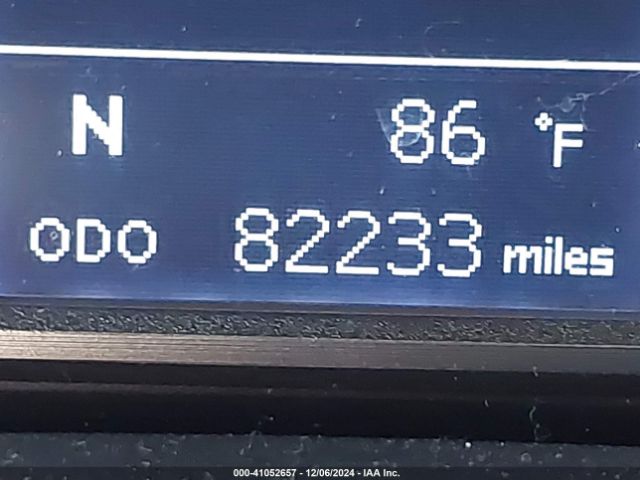 N 86 °F
ODO 82233 miles
000-41052657 - 12/06/2024 - IAA Inc.